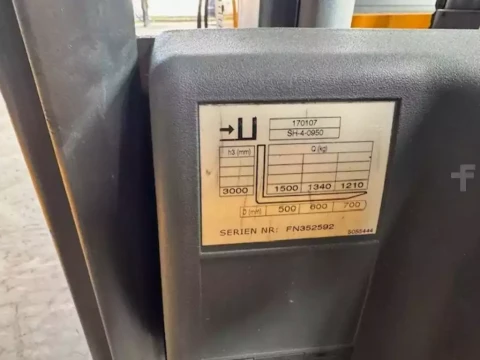 170107
SH-4-0950
h3 (mm) Q (kg)
3000 1500 1340 1210
D (mm) 500 600 700
SERIEN NR: FN352592
F